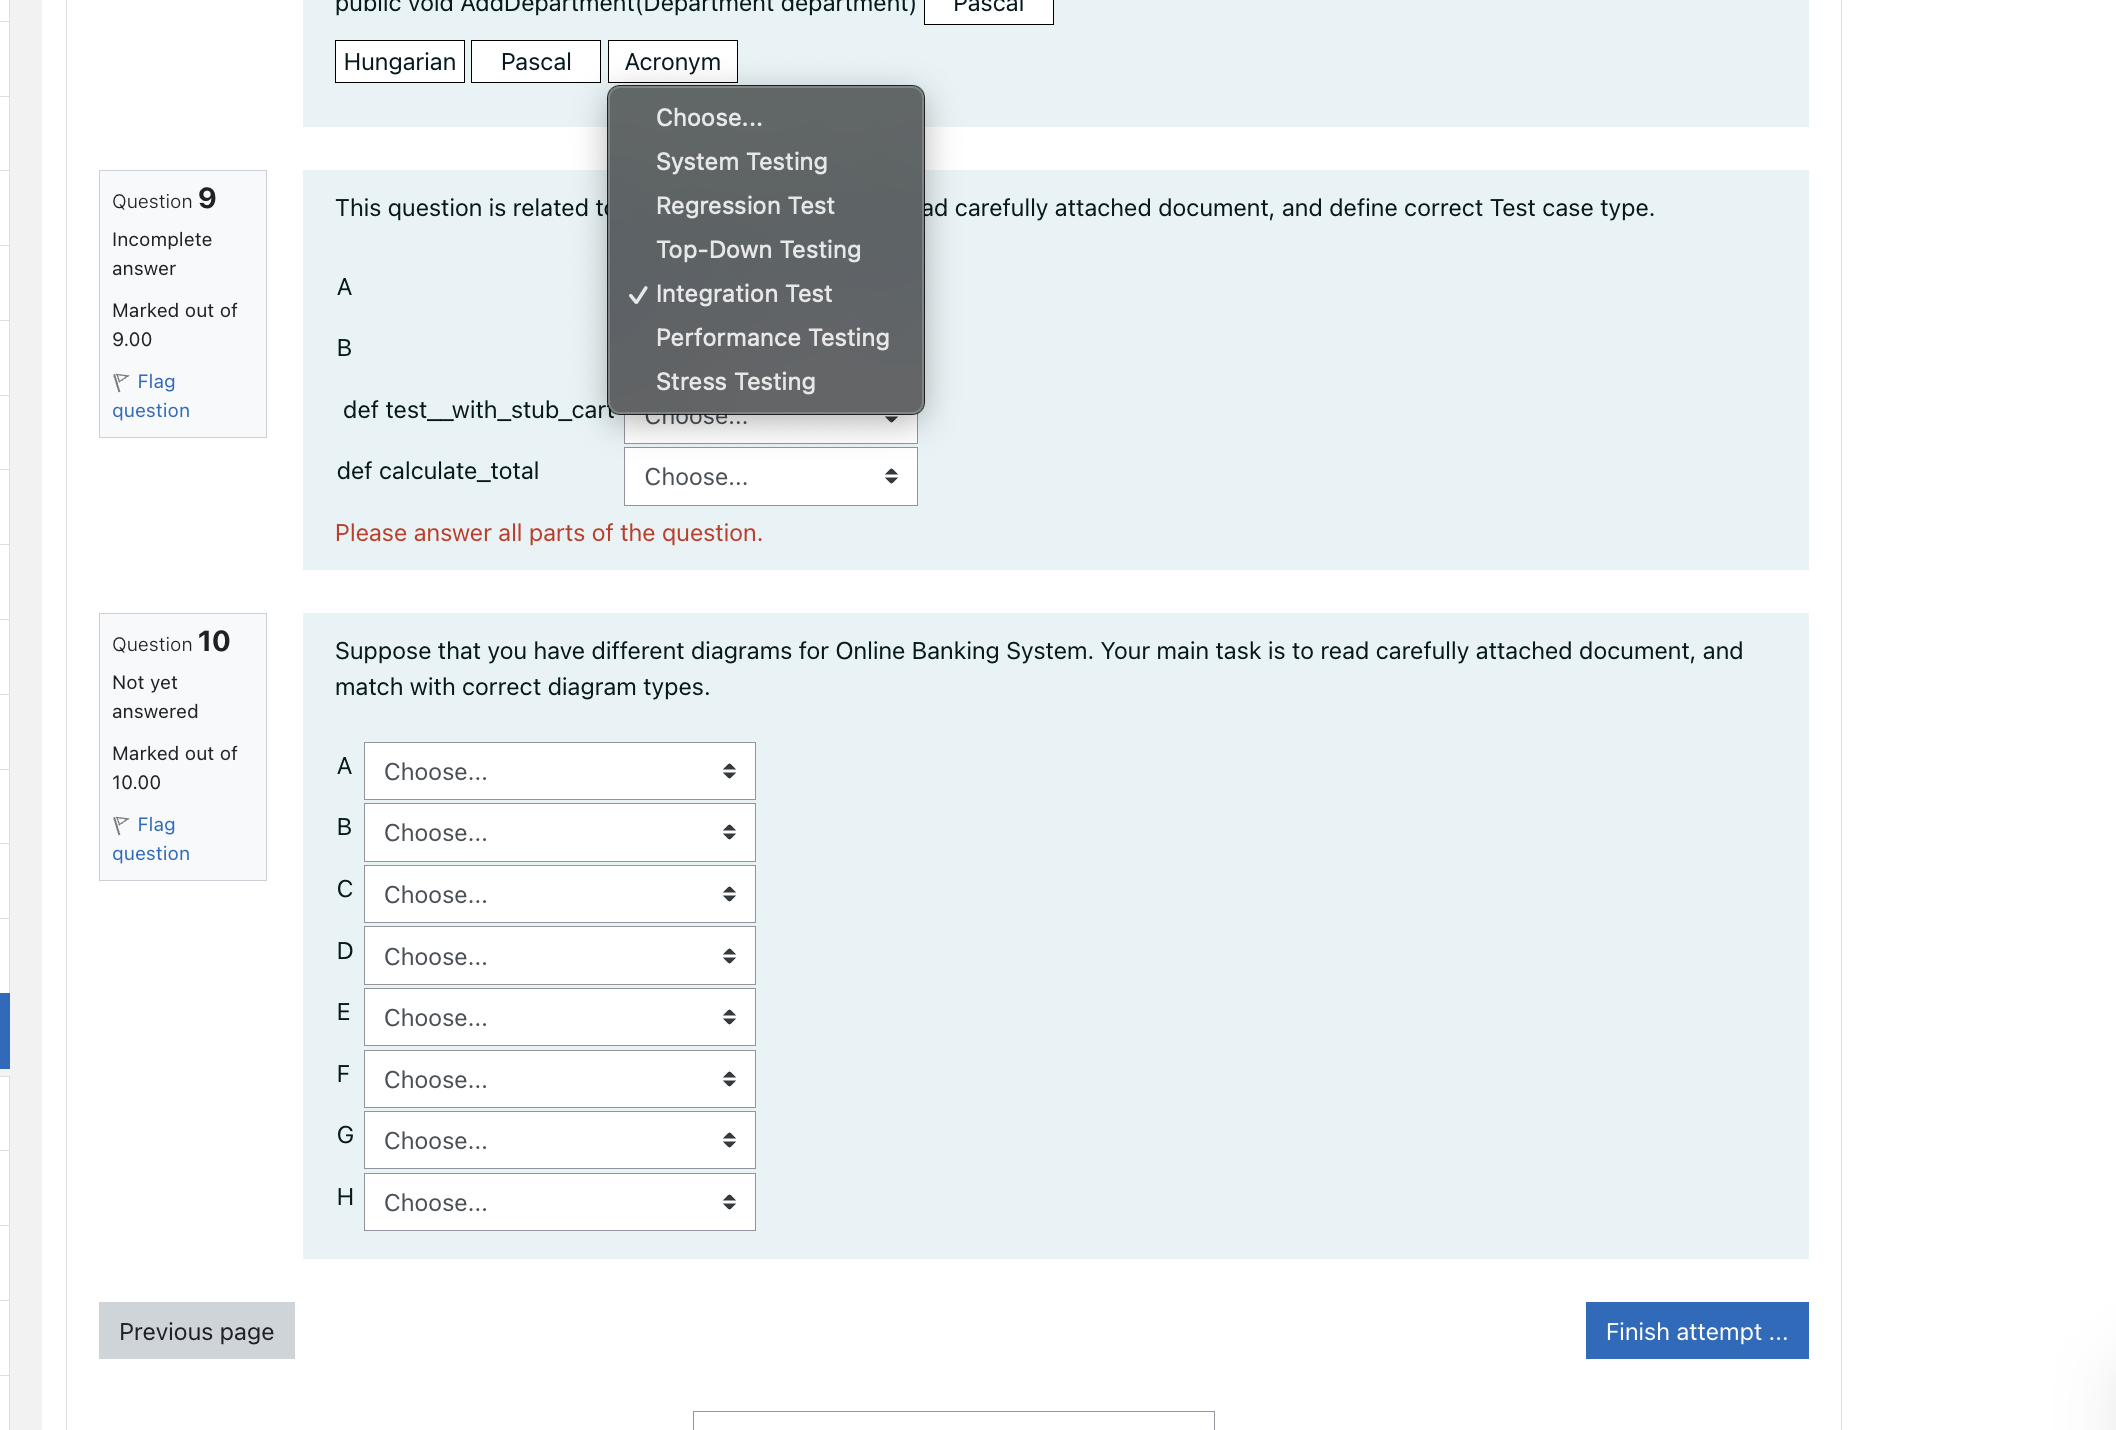 public void AddDepartment(Department department) Pascal
Hungarian Pascal Acronym
Choose...
System Testing
Regression Test
Top-Down Testing
✓ Integration Test
Performance Testing
Stress Testing
Question 9
Incomplete answer
Marked out of 9.00
Flag question
This question is related ad carefully attached document, and define correct Test case type.
A
B
def test__with_stub_cart Choose...
def calculate_total Choose...
Please answer all parts of the question.
Question 10
Not yet answered
Marked out of 10.00
Flag question
Suppose that you have different diagrams for Online Banking System. Your main task is to read carefully attached document, and
match with correct diagram types.
A Choose...
B Choose...
C Choose...
D Choose...
E Choose...
F Choose...
G Choose...
H Choose...
Previous page
Finish attempt ...